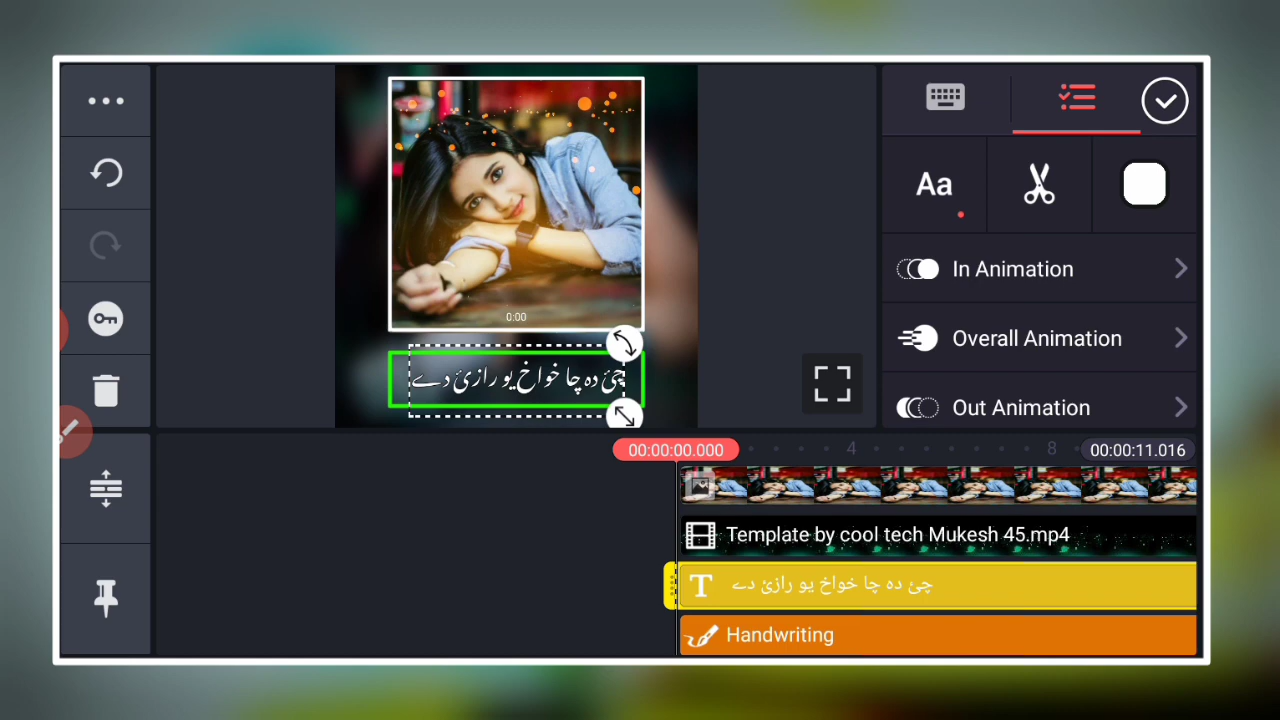 Aa
In Animation
Overall Animation
Out Animation
0:00
چئ ده چا خواخ يو رازئ دے
00:00:00.000
4
8
00:00:11.016
Template by cool tech Mukesh 45.mp4
T چئ ده چا خواخ يو رازئ دے
Handwriting